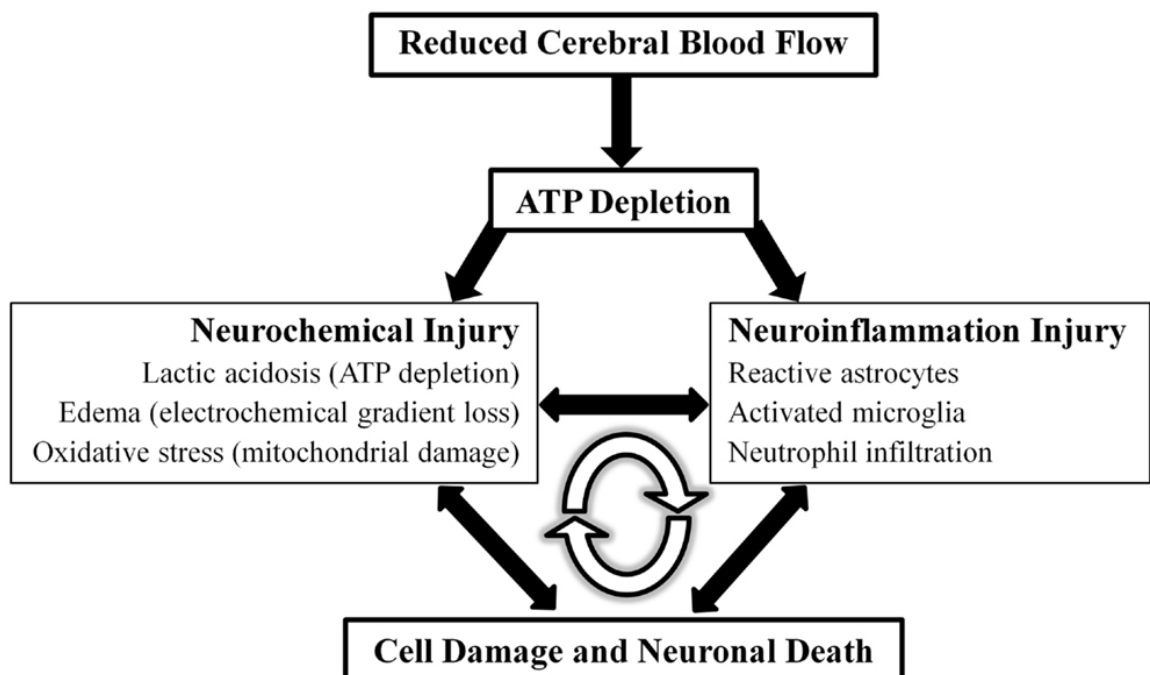 Reduced Cerebral Blood Flow
ATP Depletion
Neurochemical Injury
Lactic acidosis (ATP depletion)
Edema (electrochemical gradient loss)
Oxidative stress (mitochondrial damage)
Neuroinflammation Injury
Reactive astrocytes
Activated microglia
Neutrophil infiltration
Cell Damage and Neuronal Death